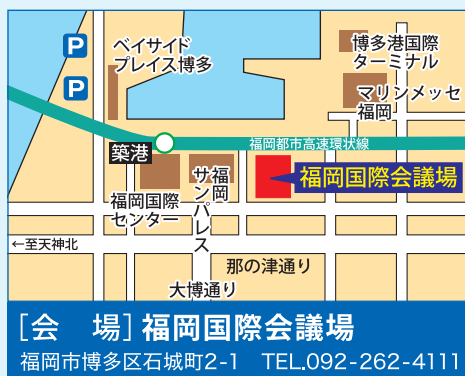 P
ベイサイド
プレイス博多
P
博多港国際
ターミナル
マリンメッセ
福岡
福岡都市高速環状線
築港
福岡国際会議場
福岡
サンパレス
福岡国際
センター
←至天神北
那の津通り
大博通り
[会 場]福岡国際会議場
福岡市博多区石城町2-1 TEL.092-262-4111